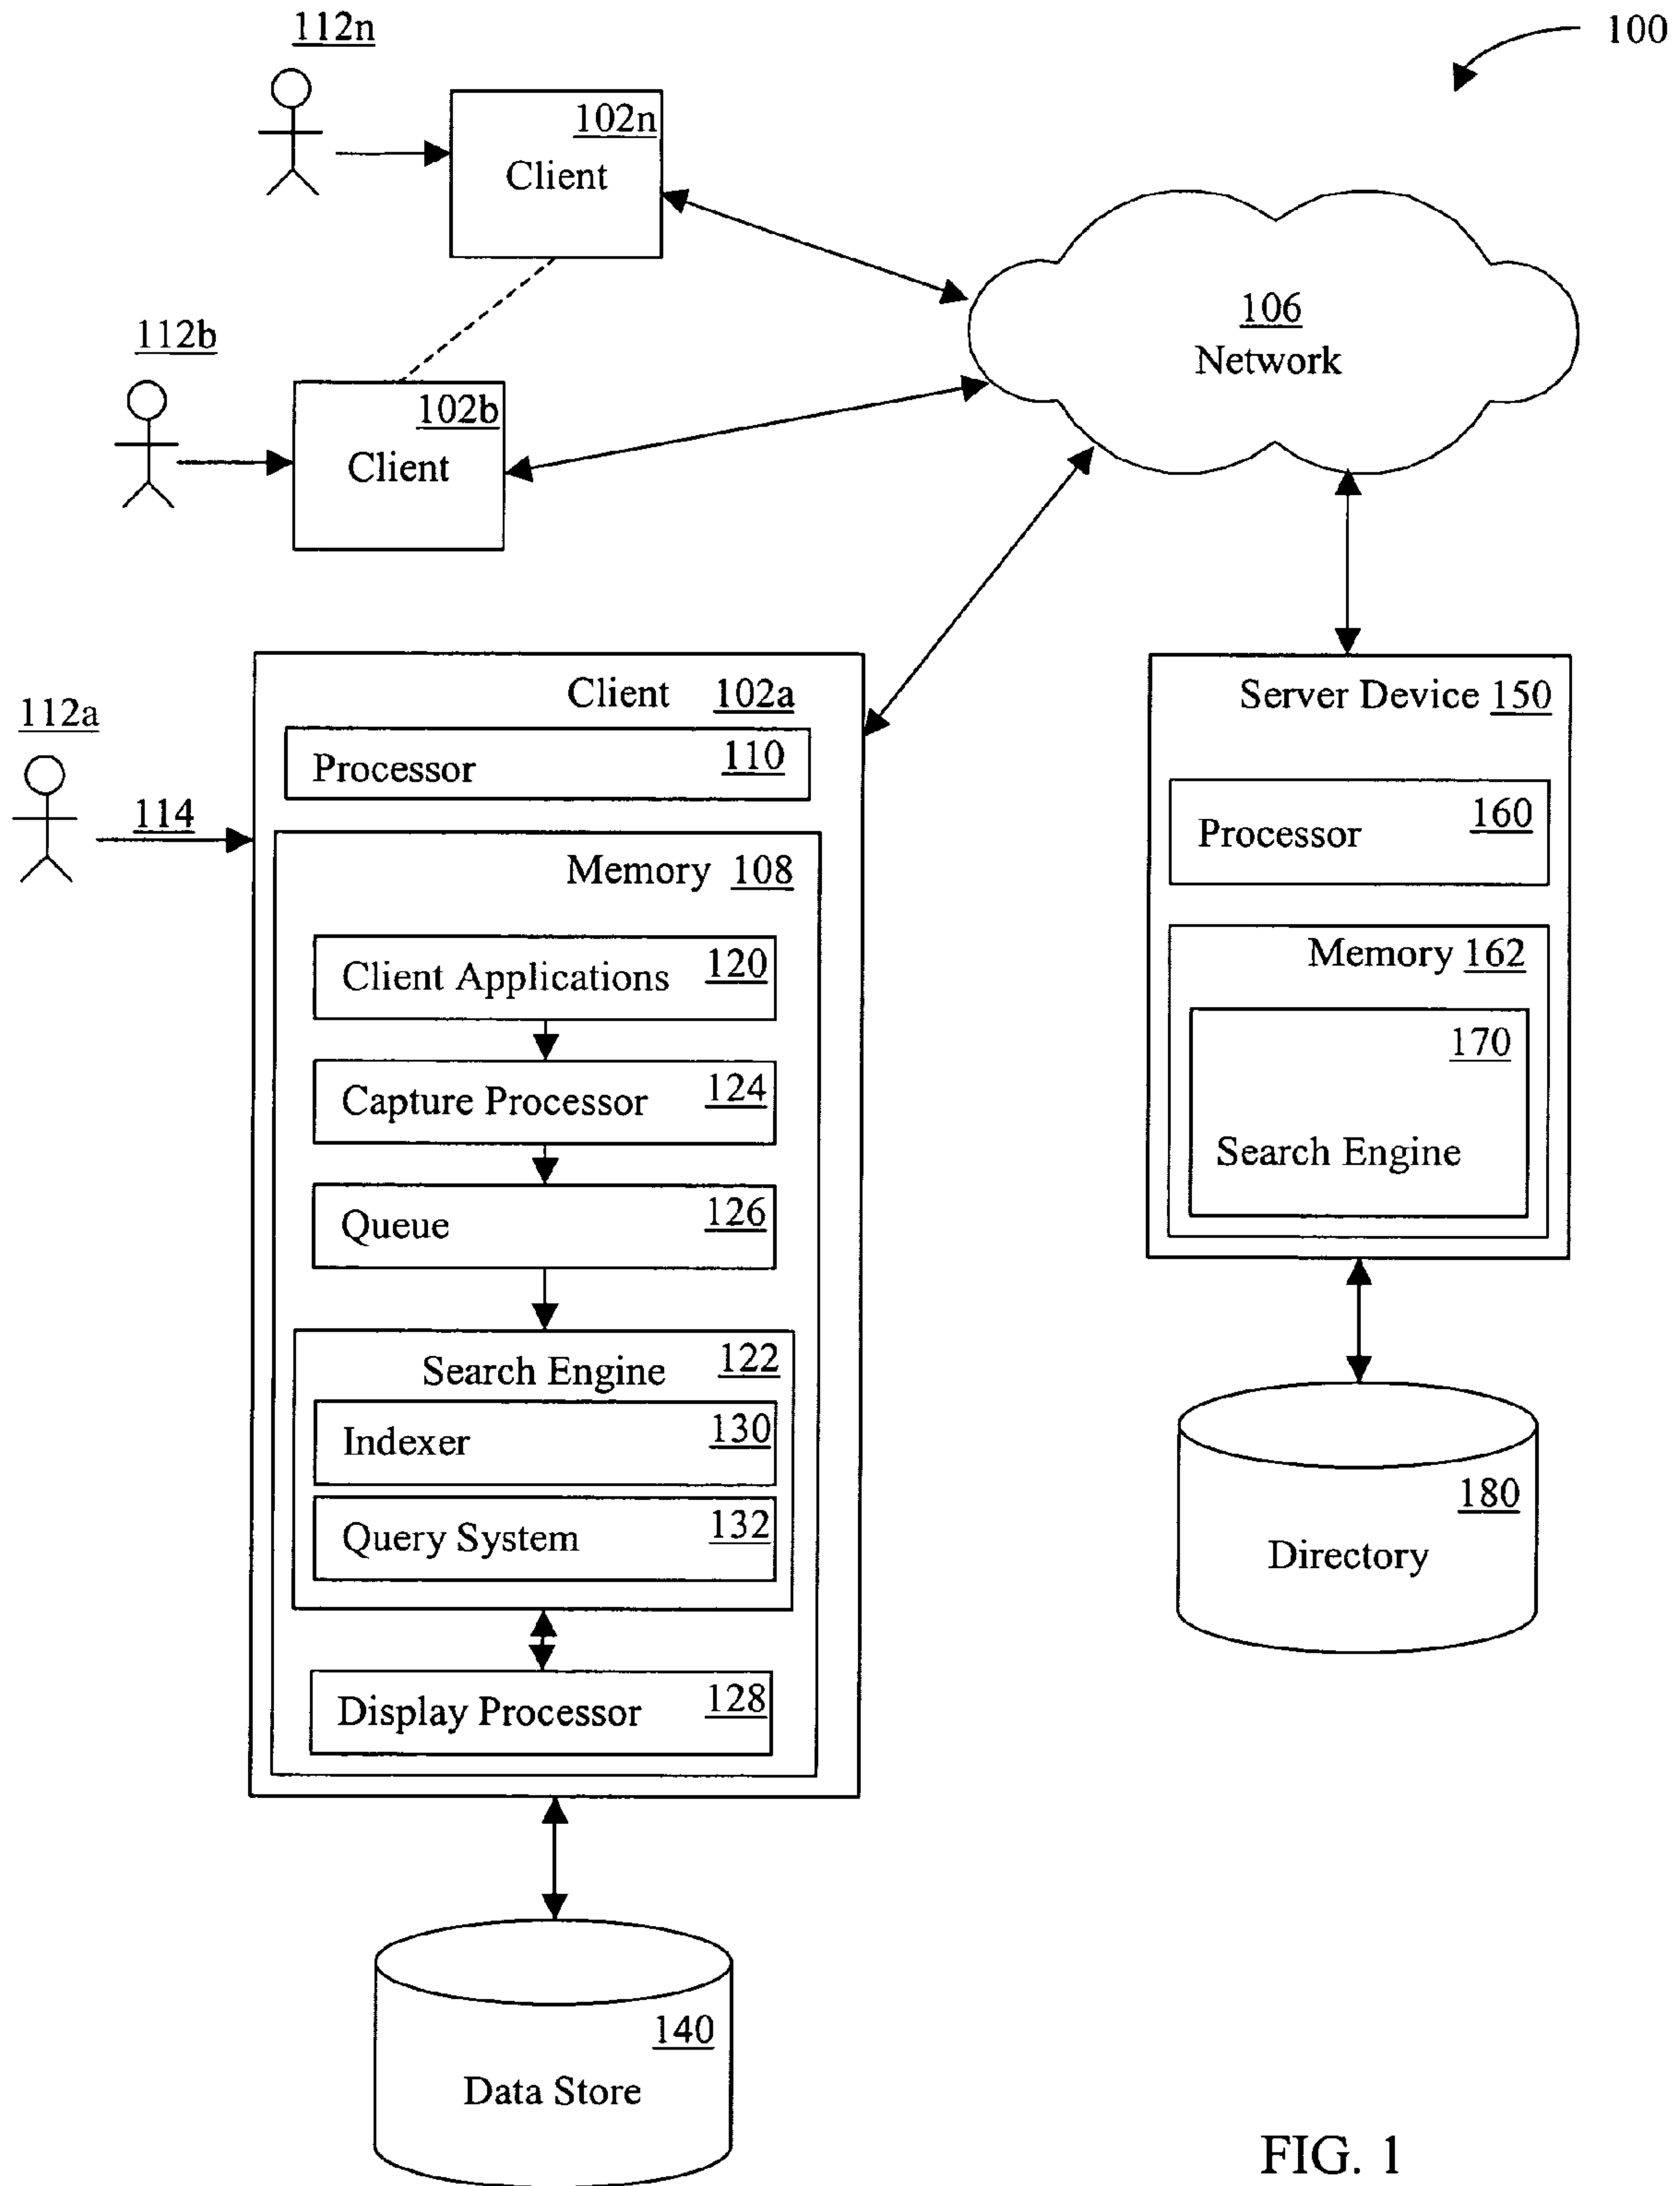 112n
100
102n
Client
106
Network
112b
102b
Client
112a
114
Client 102a
Processor 110
Memory 108
Client Applications 120
Capture Processor 124
Queue 126
Search Engine 122
Indexer 130
Query System 132
Display Processor 128
140
Data Store
Server Device 150
Processor 160
Memory 162
170
Search Engine
180
Directory
FIG. 1